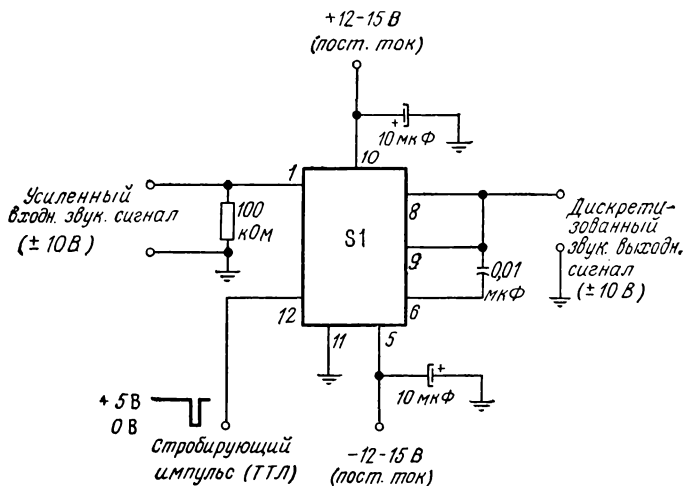 +12-15 В
(пост. ток)
+
10 мкФ
10
1
Усиленный
входн. звук. сигнал
(± 10 В)
100
кОм
S1
8
9
6
0,01
мкФ
Дискрети-
зованный
звук. выходн.
сигнал
(± 10 В)
12
11
5
+
10 мкФ
+ 5 В
0 В
Стробирующий
импульс (ТТЛ)
-12-15 В
(пост. ток)